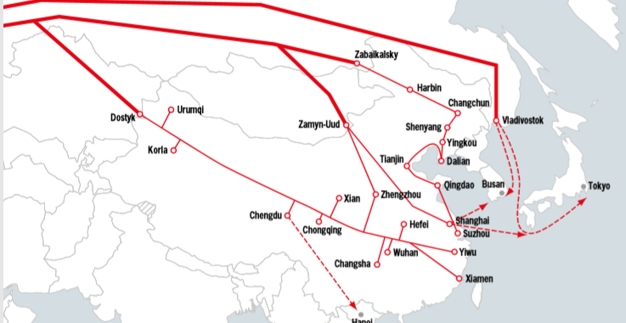 Zabaikalsky
Harbin
Changchun
Urumqi
Dostyk
Zamyn-Uud
Shenyang
Vladivostok
Yingkou
Korla
Tianjin
Dalian
Qingdao
Busan
Tokyo
Xian
Zhengzhou
Chengdu
Chongqing
Hefei
Shanghai
Suzhou
Wuhan
Yiwu
Changsha
Xiamen
Hanoi